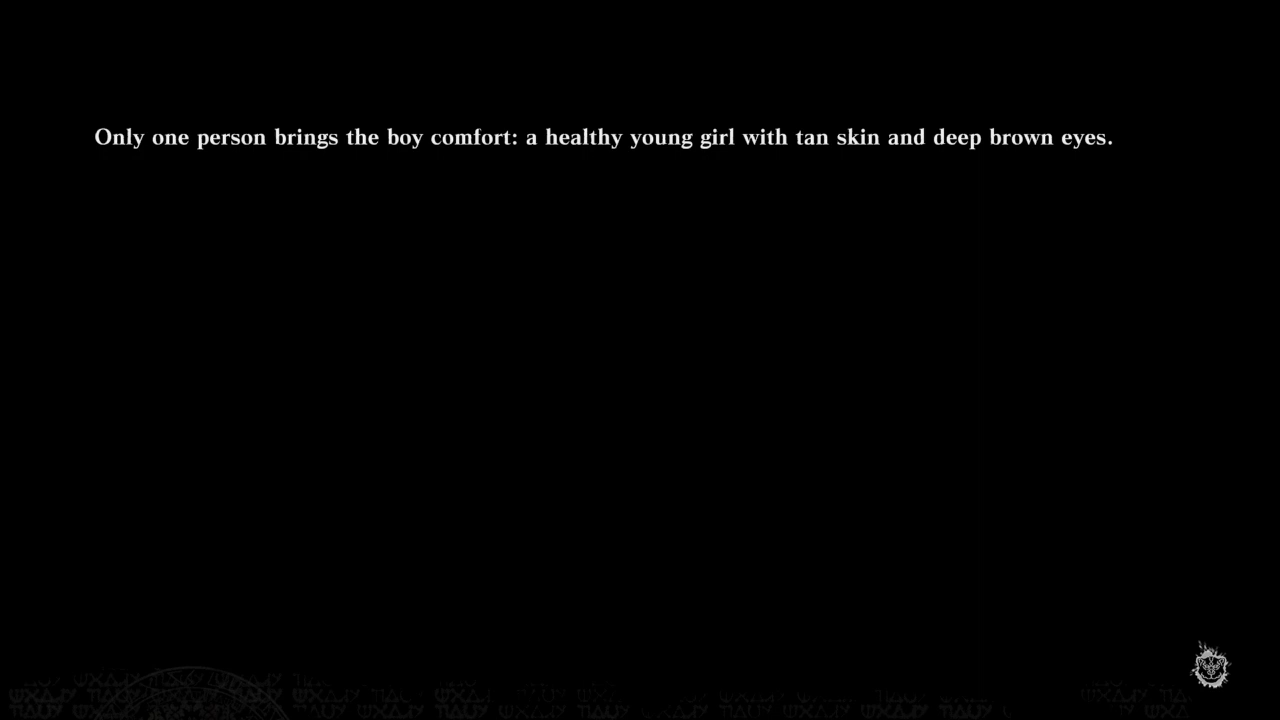 Only one person brings the boy comfort: a healthy young girl with tan skin and deep brown eyes.